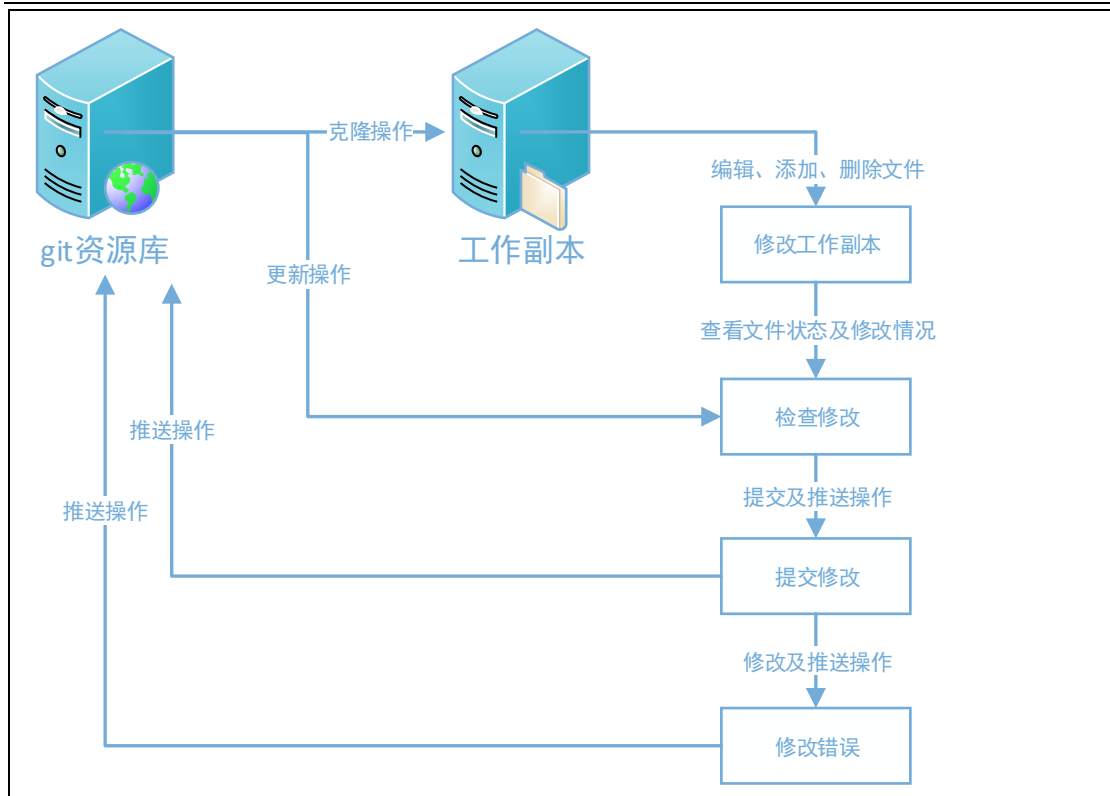 克隆操作
编辑、添加、删除文件
git资源库
工作副本
修改工作副本
更新操作
查看文件状态及修改情况
检查修改
推送操作
提交及推送操作
推送操作
提交修改
修改及推送操作
修改错误